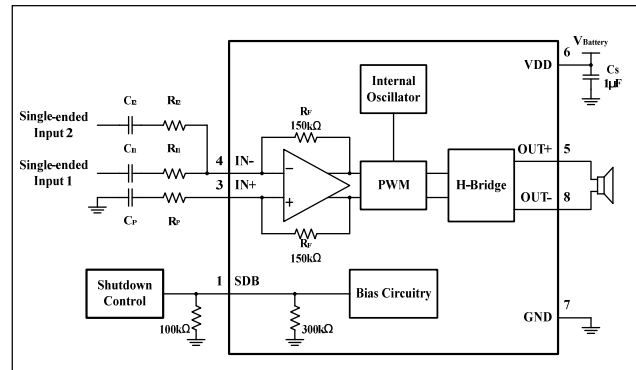 VBattery
6
VDD
Cs
1µF
Internal
Oscillator
CI2
RI2
Single-ended
Input 2
RF
150kΩ
CI1
RI1
Single-ended
Input 1
4
IN-
3
IN+
−
+
PWM
H-Bridge
OUT+
5
OUT-
8
CP
RP
RF
150kΩ
Shutdown
Control
1
SDB
Bias Circuitry
100kΩ
300kΩ
7
GND